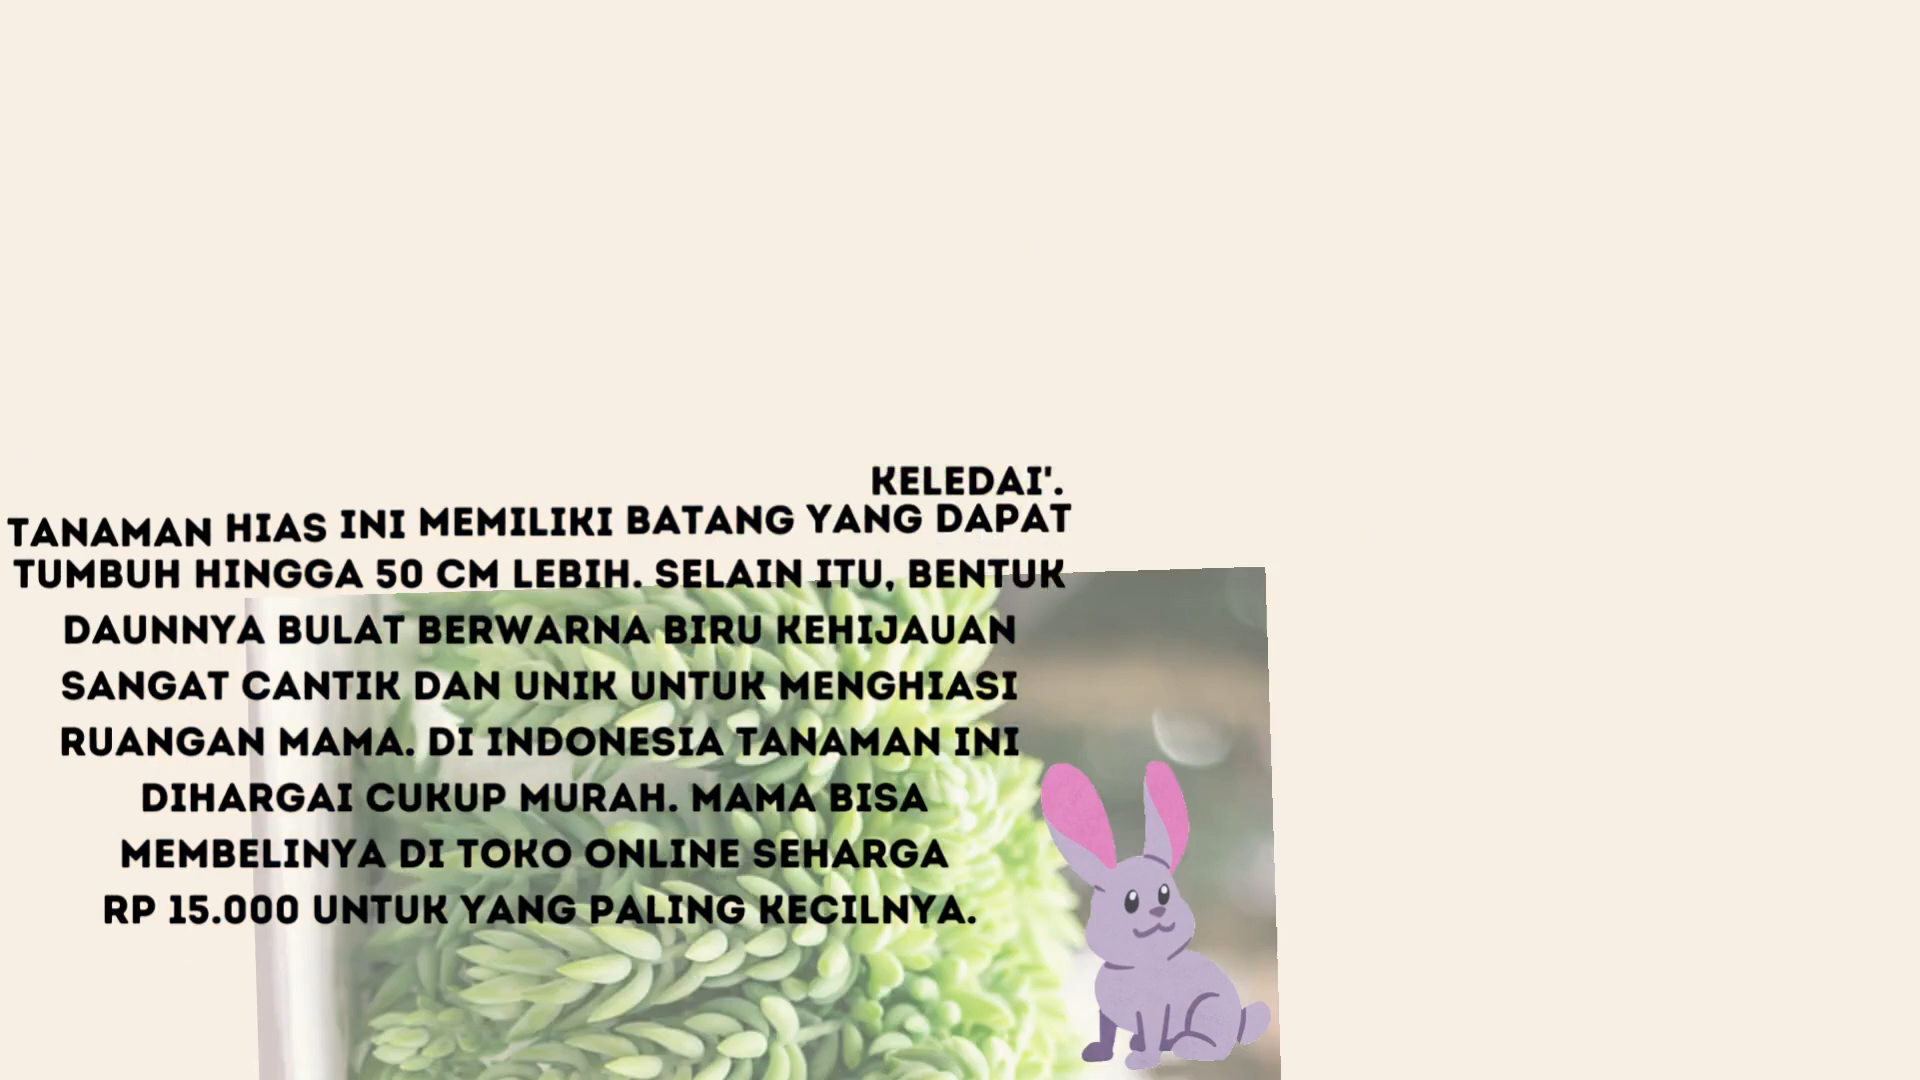 KELEDAI'.
TANAMAN HIAS INI MEMILIKI BATANG YANG DAPAT
TUMBUH HINGGA 50 CM LEBIH. SELAIN ITU, BENTUK
DAUNNYA BULAT BERWARNA BIRU KEHIJAUAN
SANGAT CANTIK DAN UNIK UNTUK MENGHIASI
RUANGAN MAMA. DI INDONESIA TANAMAN INI
DIHARGAI CUKUP MURAH. MAMA BISA
MEMBELINYA DI TOKO ONLINE SEHARGA
RP 15.000 UNTUK YANG PALING KECILNYA.